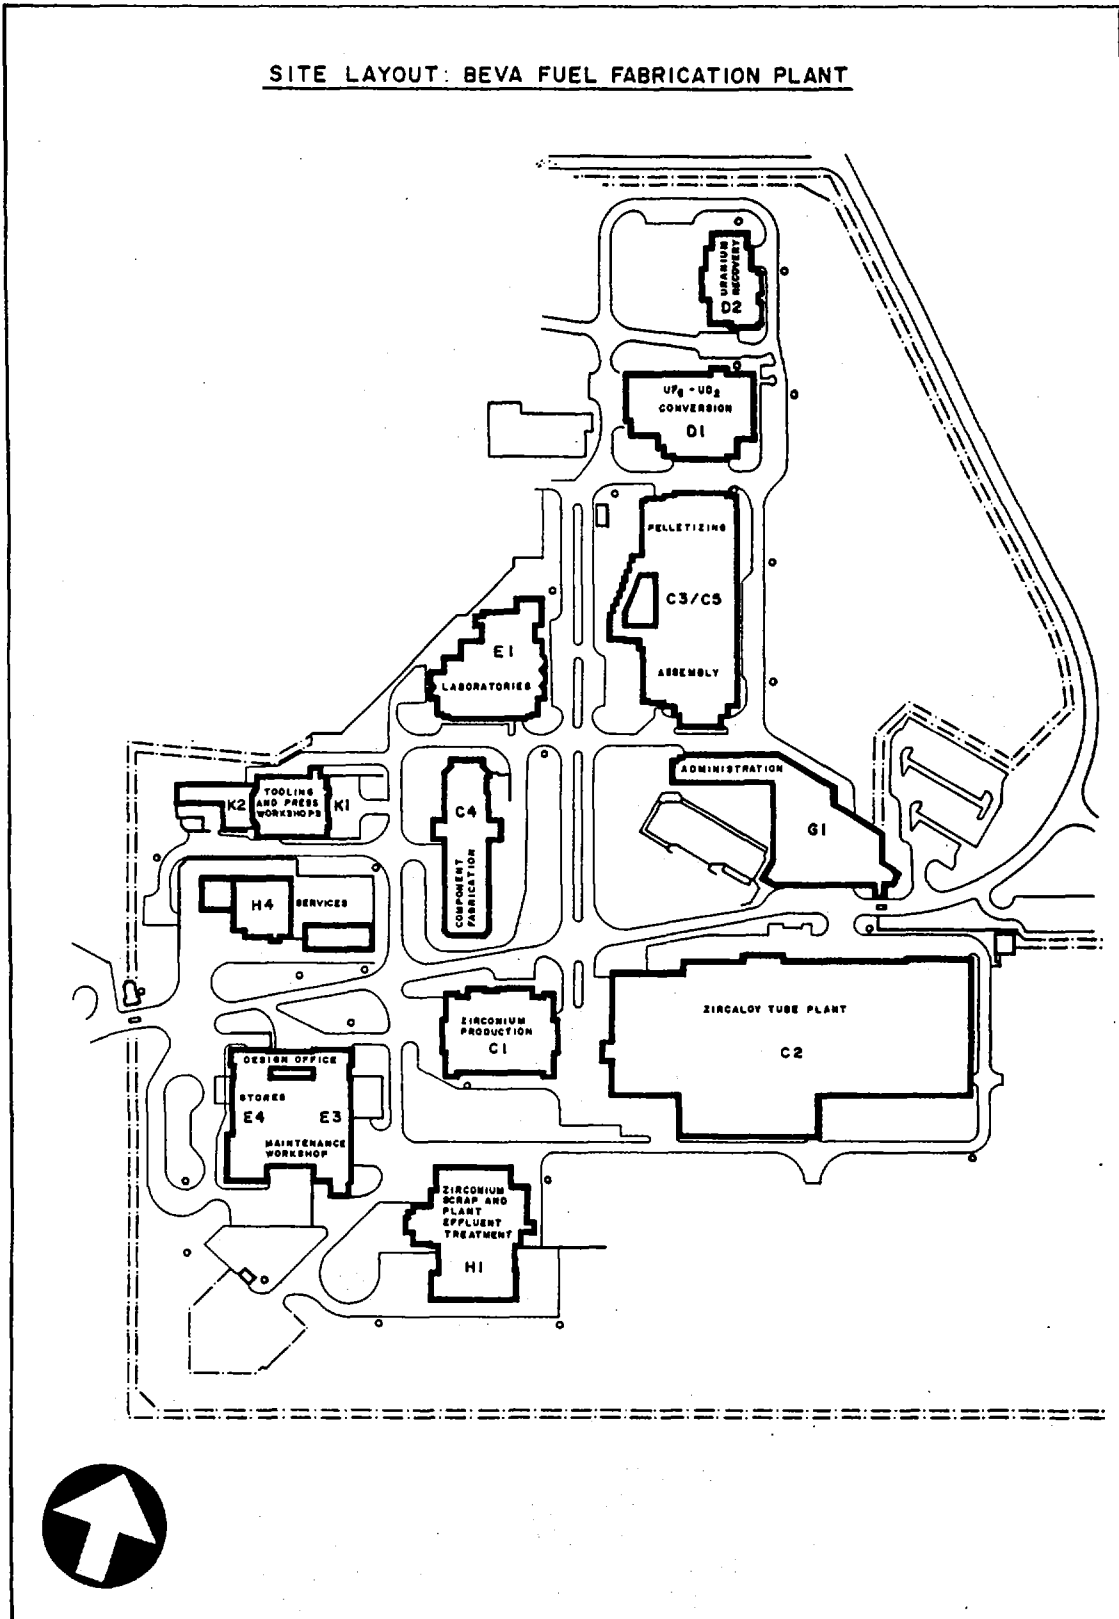 SITE LAYOUT: BEVA FUEL FABRICATION PLANT
URANIUM
RECOVERY
D2
UF6 - UO2
CONVERSION
D1
PELLETIZING
C3/C5
ASSEMBLY
E1
LABORATORIES
ADMINISTRATION
G1
K2
TOOLING
AND PRESS
WORKSHOPS
K1
C4
COMPONENT
FABRICATION
H4
SERVICES
ZIRCONIUM
PRODUCTION
C1
ZIRCALOY TUBE PLANT
C2
DESIGN OFFICE
STORES
E4
E3
MAINTENANCE
WORKSHOP
ZIRCONIUM
SCRAP AND
PLANT
EFFLUENT
TREATMENT
H1